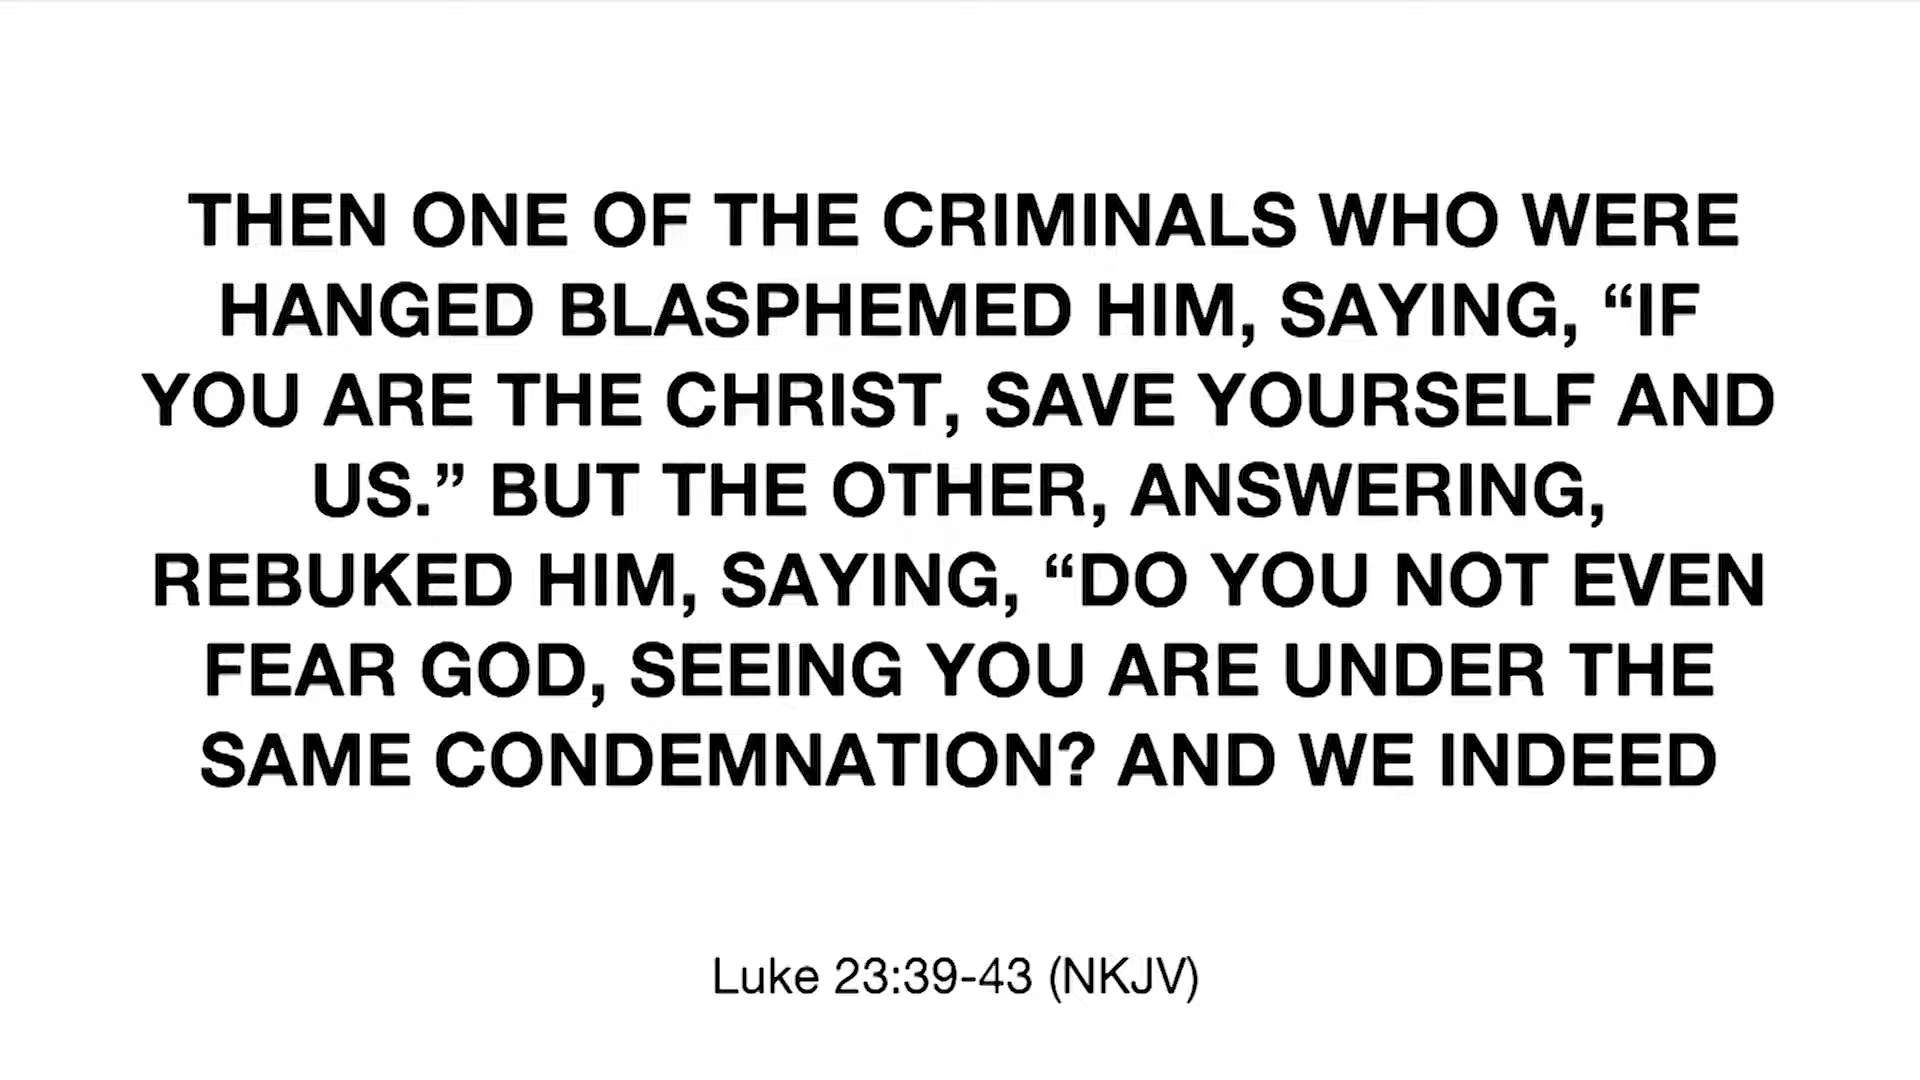 THEN ONE OF THE CRIMINALS WHO WERE
HANGED BLASPHEMED HIM, SAYING, “IF
YOU ARE THE CHRIST, SAVE YOURSELF AND
US.” BUT THE OTHER, ANSWERING,
REBUKED HIM, SAYING, “DO YOU NOT EVEN
FEAR GOD, SEEING YOU ARE UNDER THE
SAME CONDEMNATION? AND WE INDEED
Luke 23:39-43 (NKJV)